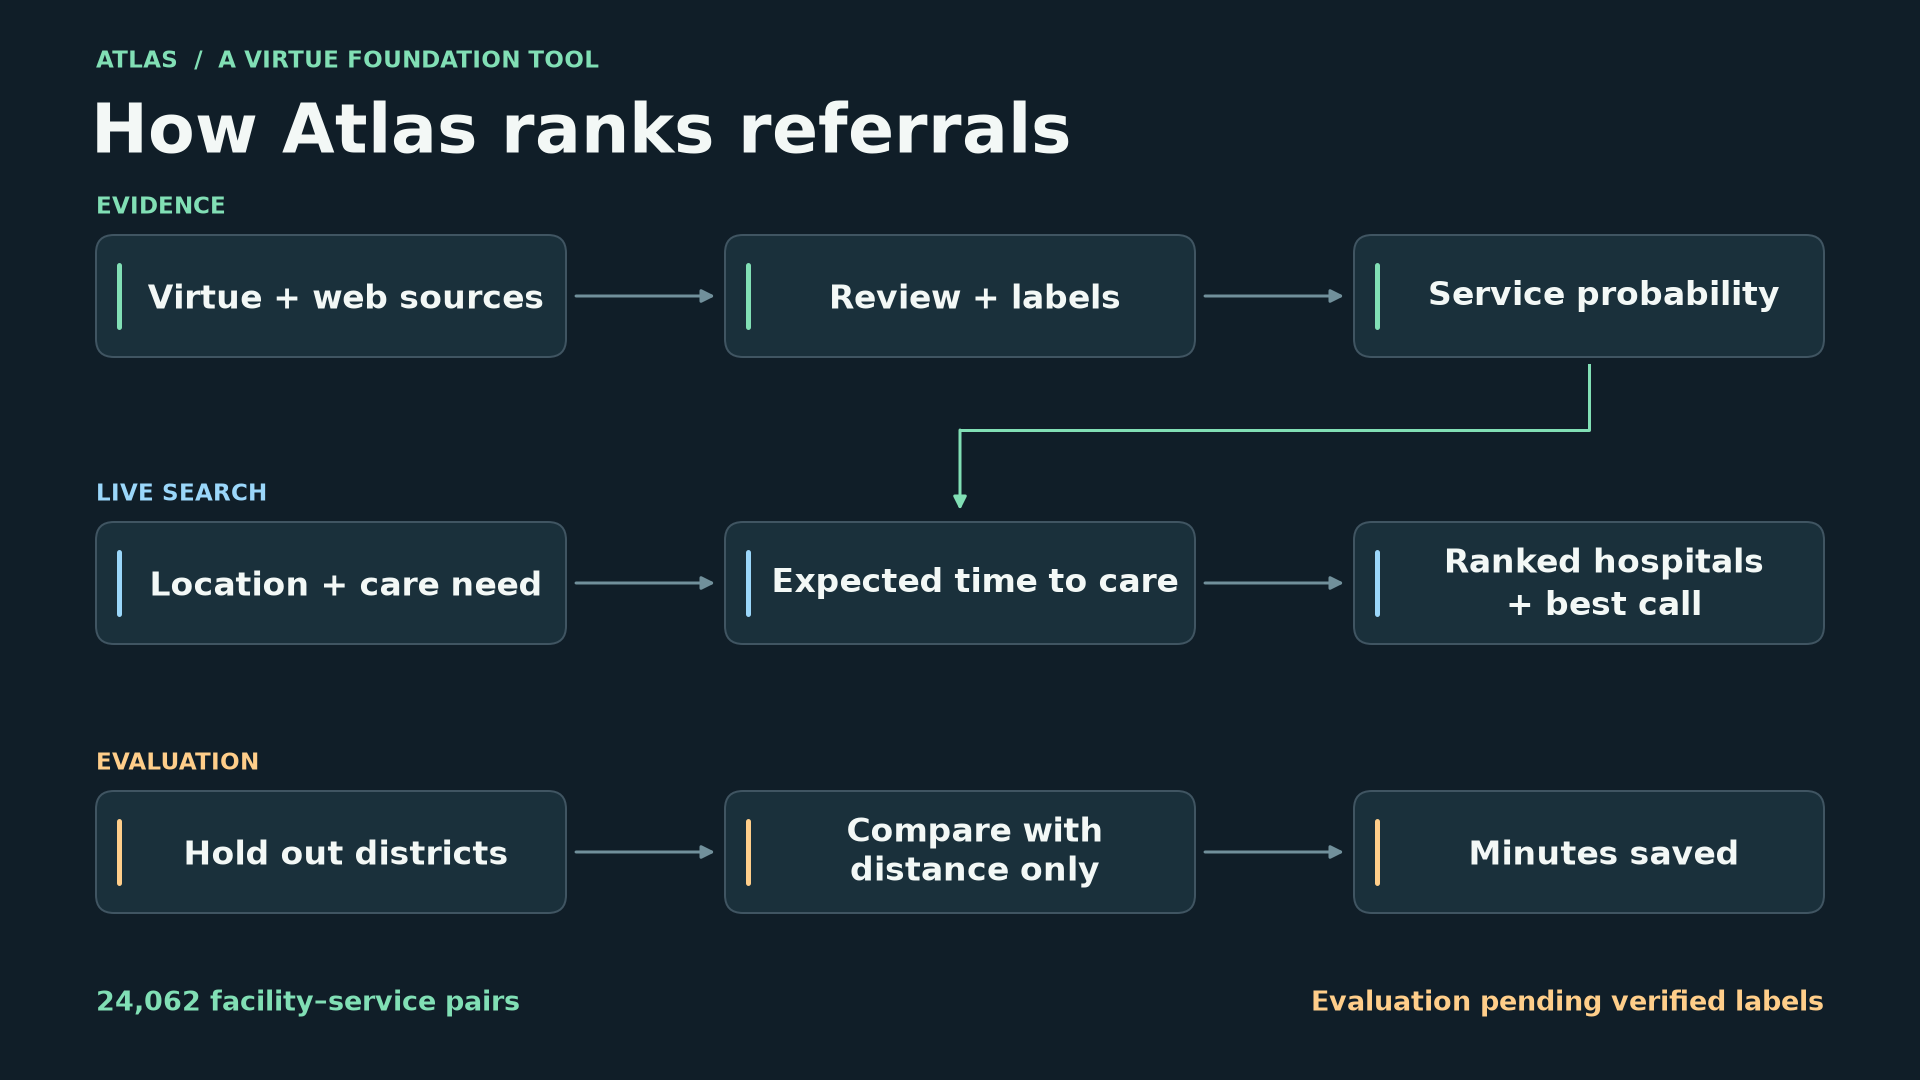 ATLAS / A VIRTUE FOUNDATION TOOL
How Atlas ranks referrals
EVIDENCE
Virtue + web sources
Review + labels
Service probability
LIVE SEARCH
Location + care need
Expected time to care
Ranked hospitals
+ best call
EVALUATION
Hold out districts
Compare with
distance only
Minutes saved
24,062 facility–service pairs
Evaluation pending verified labels